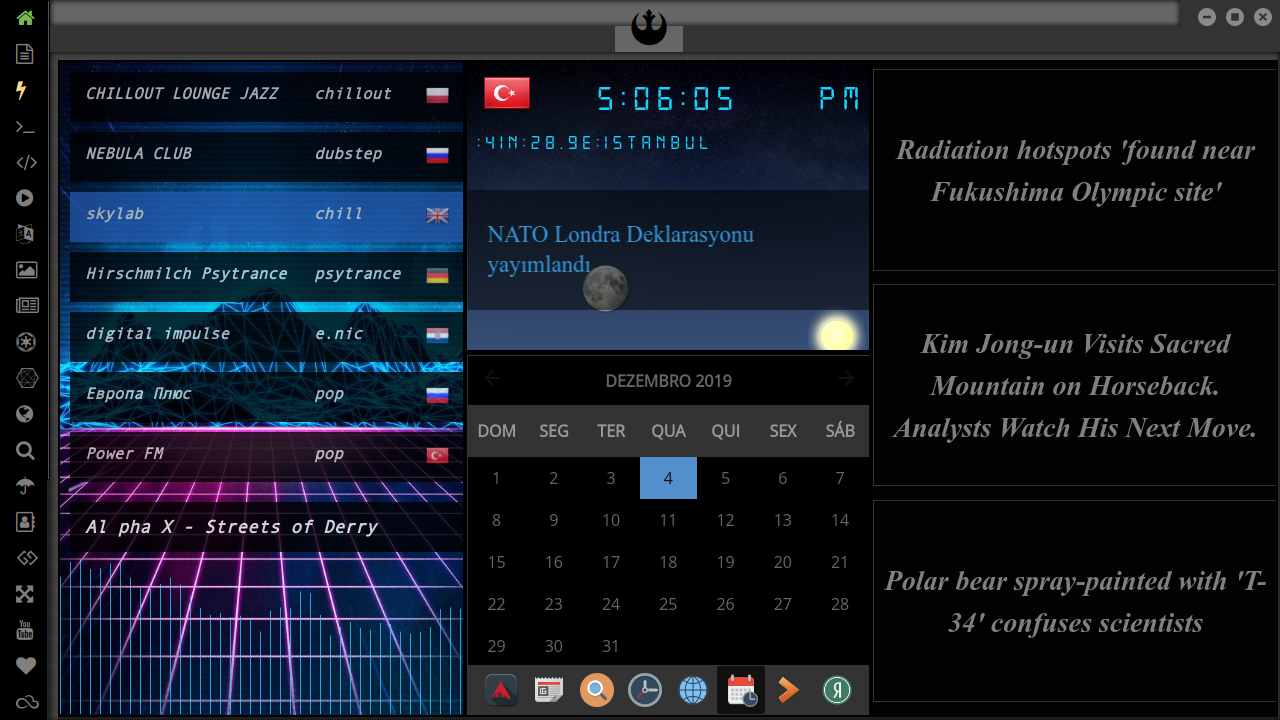 CHILLOUT LOUNGE JAZZ chillout
NEBULA CLUB dubstep
skylab chill
Hirschmilch Psytrance psytrance
digital impulse e.nic
Европа Плюс pop
Power FM pop
Al pha X - Streets of Derry
5:06:05 PM
:41N:28.9E:ISTANBUL
NATO Londra Deklarasyonu
yayımlandı
DEZEMBRO 2019
DOM SEG TER QUA QUI SEX SÁB
1 2 3 4 5 6 7
8 9 10 11 12 13 14
15 16 17 18 19 20 21
22 23 24 25 26 27 28
29 30 31
Radiation hotspots 'found near
Fukushima Olympic site'
Kim Jong-un Visits Sacred
Mountain on Horseback.
Analysts Watch His Next Move.
Polar bear spray-painted with 'T-
34' confuses scientists
You
Tube
Я